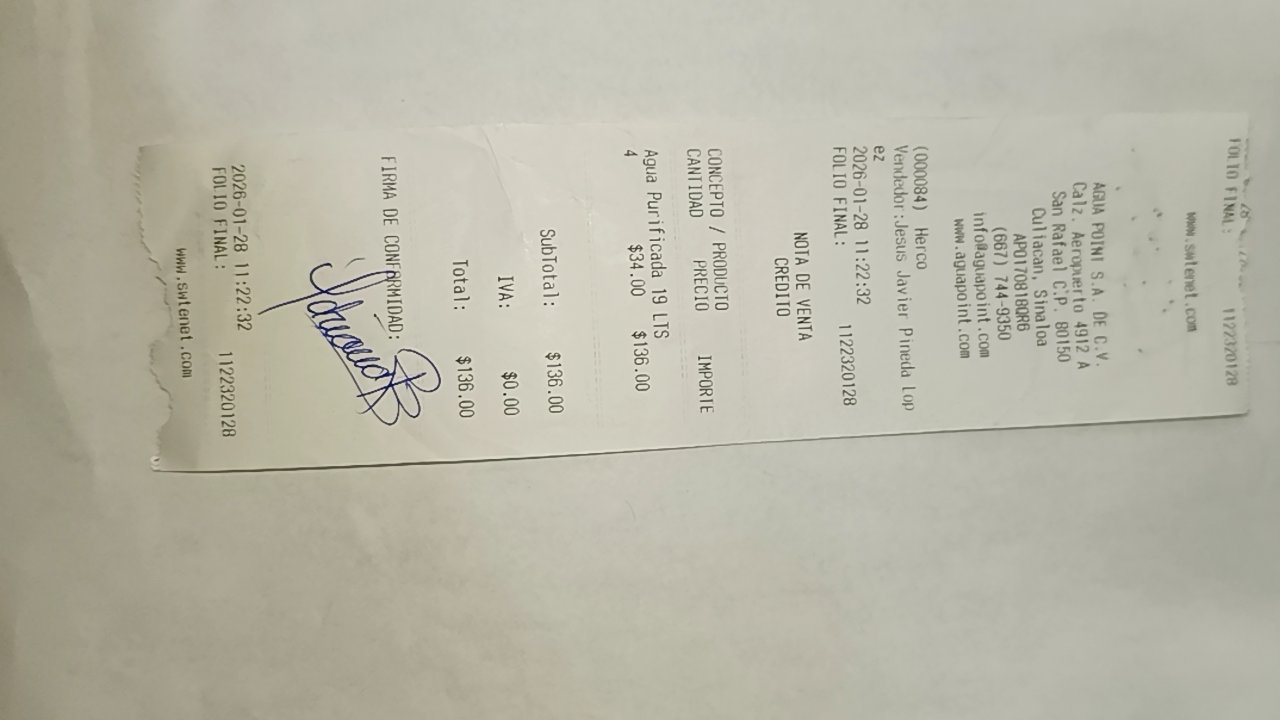 FOLIO FINAL: 1122320128
www.swtenet.com
AGUA POINT S.A. DE C.V.
Calz. Aeropuerto 4912 A
San Rafael C.P. 80150
Culiacan, Sinaloa
APO170818QR6
(667) 744-9350
info@aguapoint.com
www.aguapoint.com
(000084) Herco
Vendedor:Jesus Javier Pineda Lop
ez
2026-01-28 11:22:32
FOLIO FINAL: 1122320128
NOTA DE VENTA
CREDITO
CONCEPTO / PRODUCTO
CANTIDAD PRECIO IMPORTE
Agua Purificada 19 LTS
4 $34.00 $136.00
SubTotal: $136.00
IVA: $0.00
Total: $136.00
FIRMA DE CONFORMIDAD:
2026-01-28 11:22:32
FOLIO FINAL: 1122320128
www.swtenet.com